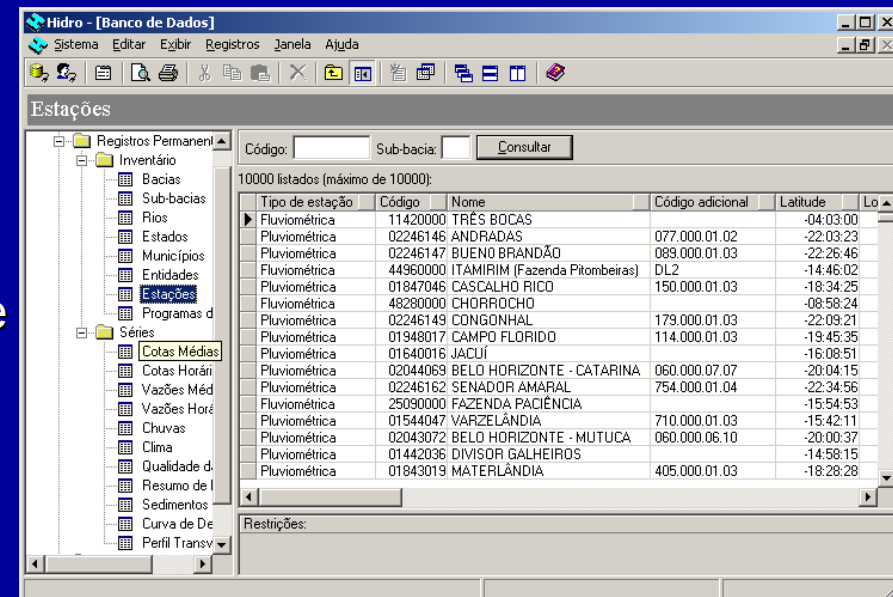 Hidro - [Banco de Dados]
Sistema Editar Exibir Registros Janela Ajuda
Estações
Registros Permanent
Inventário
Bacias
Sub-bacias
Rios
Estados
Municípios
Entidades
Estações
Programas d
Séries
Cotas Médias
Cotas Horári
Vazões Méd
Vazões Horá
Chuvas
Clima
Qualidade d
Resumo de
Sedimentos
Curva de De
Perfil Transv
e
Código: Sub-bacia: Consultar
10000 listados (máximo de 10000):
Tipo de estação Código Nome Código adicional Latitude Lo
Fluviométrica 11420000 TRÊS BOCAS -04:03:00
Pluviométrica 02246146 ANDRADAS 077.000.01.02 -22:03:23
Pluviométrica 02246147 BUENO BRANDÃO 089.000.01.03 -22:26:46
Fluviométrica 44960000 ITAMIRIM (Fazenda Pitombeiras) DL2 -14:46:02
Pluviométrica 01847046 CASCALHO RICO 150.000.01.03 -18:34:25
Fluviométrica 48280000 CHORROCHO -08:58:24
Pluviométrica 02246149 CONGONHAL 179.000.01.03 -22:09:21
Pluviométrica 01948017 CAMPO FLORIDO 114.000.01.03 -19:45:35
Pluviométrica 01640016 JACUÍ -16:08:51
Pluviométrica 02044069 BELO HORIZONTE - CATARINA 060.000.07.07 -20:04:15
Pluviométrica 02246162 SENADOR AMARAL 754.000.01.04 -22:34:56
Fluviométrica 25090000 FAZENDA PACIÊNCIA -15:54:53
Pluviométrica 01544047 VARZELÂNDIA 710.000.01.03 -15:42:11
Pluviométrica 02043072 BELO HORIZONTE - MUTUCA 060.000.06.10 -20:00:37
Pluviométrica 01442036 DIVISOR GALHEIROS -14:58:15
Pluviométrica 01843019 MATERLÂNDIA 405.000.01.03 -18:28:28
Restrições: